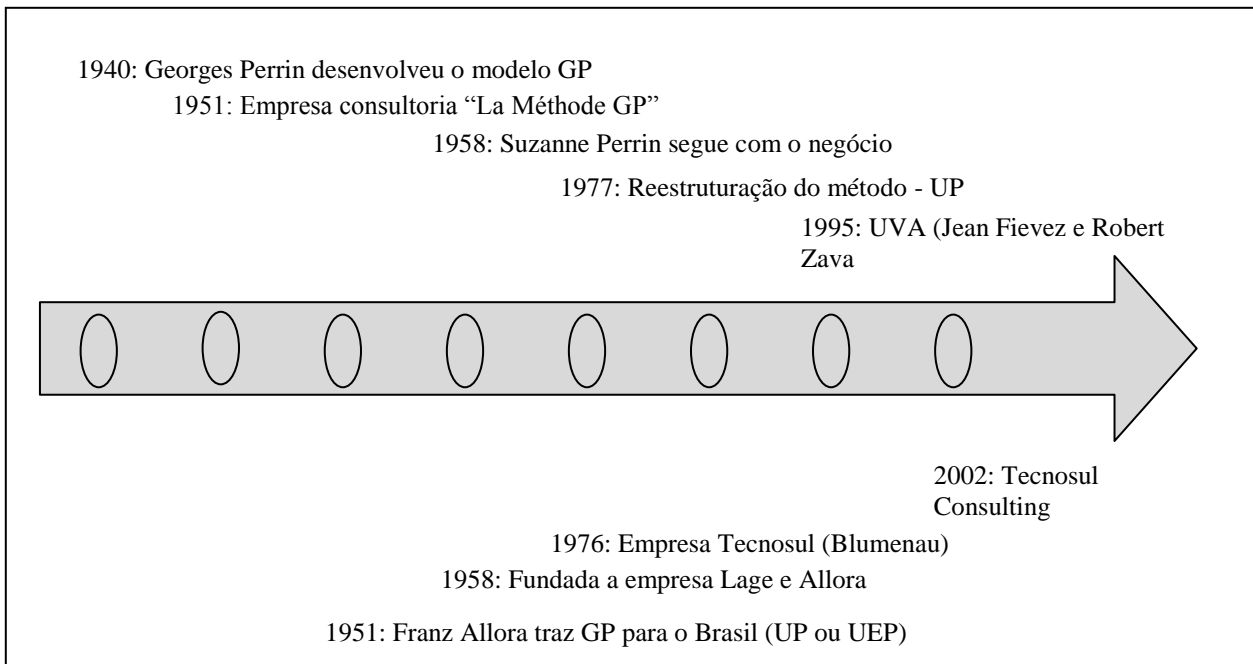 1940: Georges Perrin desenvolveu o modelo GP
1951: Empresa consultoria “La Méthode GP”
1958: Suzanne Perrin segue com o negócio
1977: Reestruturação do método - UP
1995: UVA (Jean Fievez e Robert
Zava
2002: Tecnosul
Consulting
1976: Empresa Tecnosul (Blumenau)
1958: Fundada a empresa Lage e Allora
1951: Franz Allora traz GP para o Brasil (UP ou UEP)